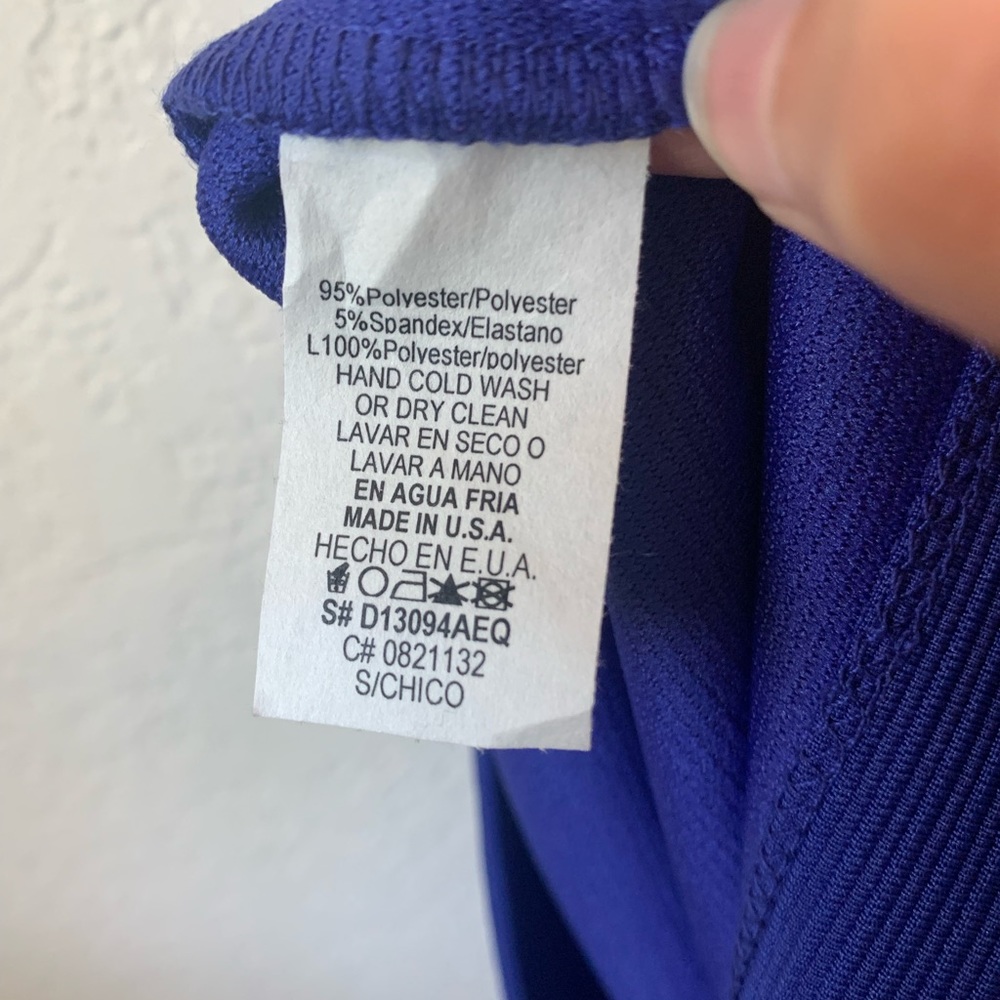 95%Polyester/Polyester
5%Spandex/Elastano
L100%Polyester/polyester
HAND COLD WASH
OR DRY CLEAN
LAVAR EN SECO O
LAVAR A MANO
EN AGUA FRIA
MADE IN U.S.A.
HECHO EN E.U.A.
S# D13094AEQ
C# 0821132
S/CHICO